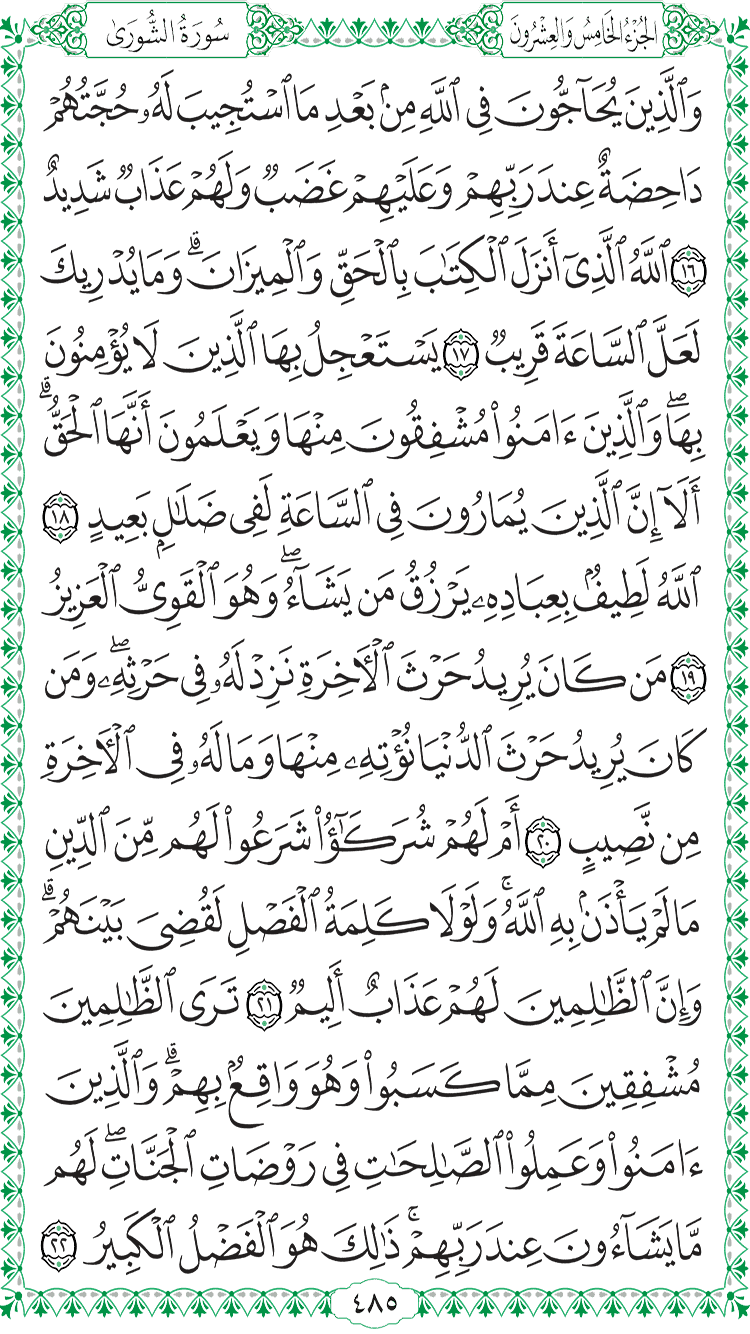 الجُزْءُ الخَامِسُ وَالعِشْرُونَ
سُورَةُ الشُّورَىٰ
وَٱلَّذِينَ يُحَآجُّونَ فِي ٱللَّهِ مِنۢ بَعْدِ مَا ٱسْتُجِيبَ لَهُۥ حُجَّتُهُمْ
دَاحِضَةٌ عِندَ رَبِّهِمْ وَعَلَيْهِمْ غَضَبٌ وَلَهُمْ عَذَابٌ شَدِيدٌ
١٦ ٱللَّهُ ٱلَّذِىٓ أَنزَلَ ٱلْكِتَٰبَ بِٱلْحَقِّ وَٱلْمِيزَانَ ۗ وَمَا يُدْرِيكَ
لَعَلَّ ٱلسَّاعَةَ قَرِيبٌ ١٧ يَسْتَعْجِلُ بِهَا ٱلَّذِينَ لَا يُؤْمِنُونَ
بِهَا ۖ وَٱلَّذِينَ ءَامَنُوا۟ مُشْفِقُونَ مِنْهَا وَيَعْلَمُونَ أَنَّهَا ٱلْحَقُّ ۗ
أَلَآ إِنَّ ٱلَّذِينَ يُمَارُونَ فِى ٱلسَّاعَةِ لَفِى ضَلَٰلٍۭ بَعِيدٍ ١٨
ٱللَّهُ لَطِيفٌۢ بِعِبَادِهِۦ يَرْزُقُ مَن يَشَآءُ ۖ وَهُوَ ٱلْقَوِىُّ ٱلْعَزِيزُ
١٩ مَن كَانَ يُرِيدُ حَرْثَ ٱلْءَاخِرَةِ نَزِدْ لَهُۥ فِى حَرْثِهِۦ ۖ وَمَن
كَانَ يُرِيدُ حَرْثَ ٱلدُّنْيَا نُؤْتِهِۦ مِنْهَا وَمَا لَهُۥ فِى ٱلْءَاخِرَةِ
مِن نَّصِيبٍ ٢٠ أَمْ لَهُمْ شُرَكَٰٓؤُا۟ شَرَعُوا۟ لَهُم مِّنَ ٱلدِّينِ
مَا لَمْ يَأْذَنۢ بِهِ ٱللَّهُ ۚ وَلَوْلَا كَلِمَةُ ٱلْفَصْلِ لَقُضِىَ بَيْنَهُمْ ۗ
وَإِنَّ ٱلظَّٰلِمِينَ لَهُمْ عَذَابٌ أَلِيمٌ ٢١ تَرَى ٱلظَّٰلِمِينَ
مُشْفِقِينَ مِمَّا كَسَبُوا۟ وَهُوَ وَاقِعٌۢ بِهِمْ ۗ وَٱلَّذِينَ
ءَامَنُوا۟ وَعَمِلُوا۟ ٱلصَّٰلِحَٰتِ فِى رَوْضَاتِ ٱلْجَنَّاتِ ۖ لَهُم
مَّا يَشَآءُونَ عِندَ رَبِّهِمْ ۚ ذَٰلِكَ هُوَ ٱلْفَضْلُ ٱلْكَبِيرُ ٢٢
٤٨٥